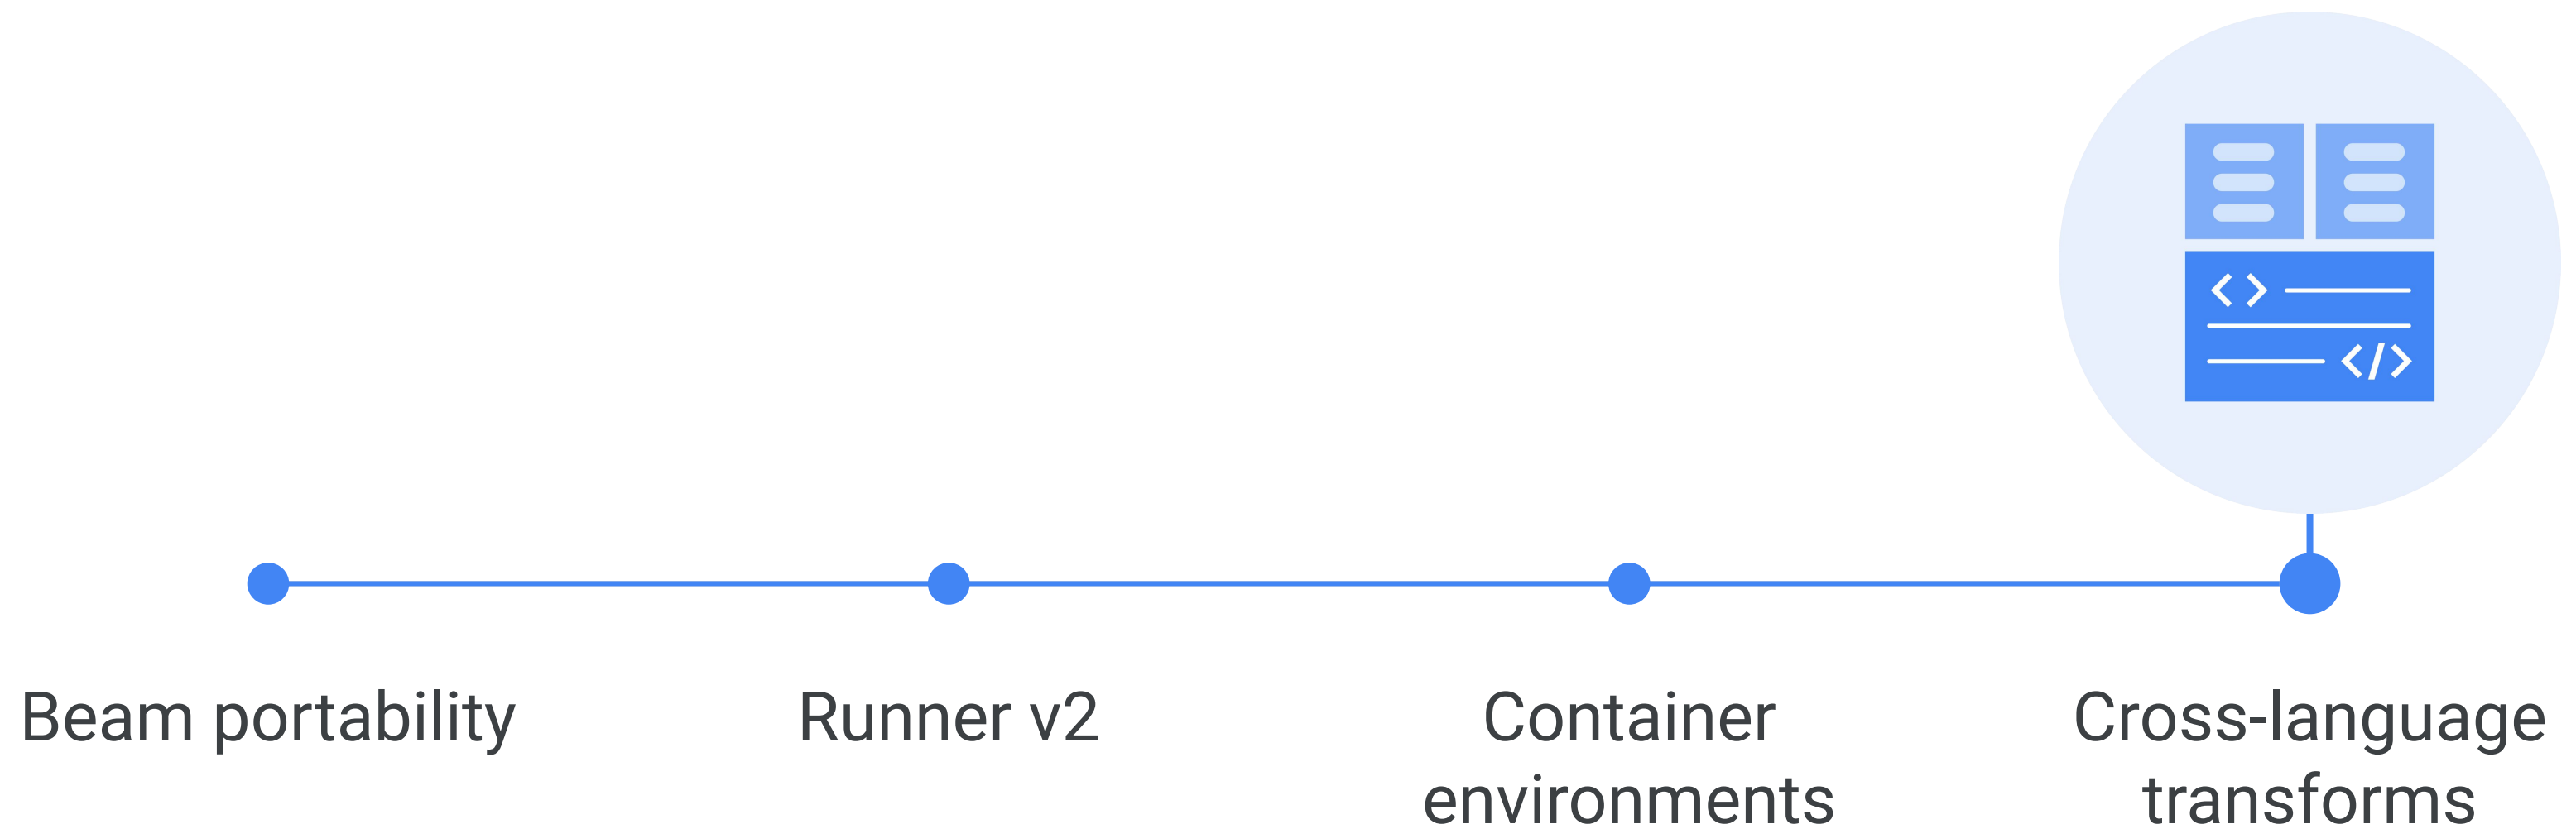 Beam portability
Runner v2
Container
environments
Cross-language
transforms